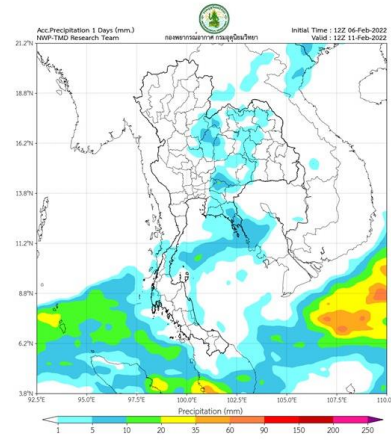 Acc.Precipitation 1 Days (mm.) Initial Time : 12Z 06-Feb-2022
NWP-TMD Research Team กองพยากรณ์อากาศ กรมอุตุนิยมวิทยา Valid : 12Z 11-Feb-2022
21.2°N
18.8°N
16.2°N
13.8°N
11.2°N
8.8°N
6.2°N
3.8°N
92.5°E 95.0°E 97.5°E 100.0°E 102.5°E 105.0°E 107.5°E 110.0
Precipitation (mm)
1 5 10 20 35 60 90 150 200 250